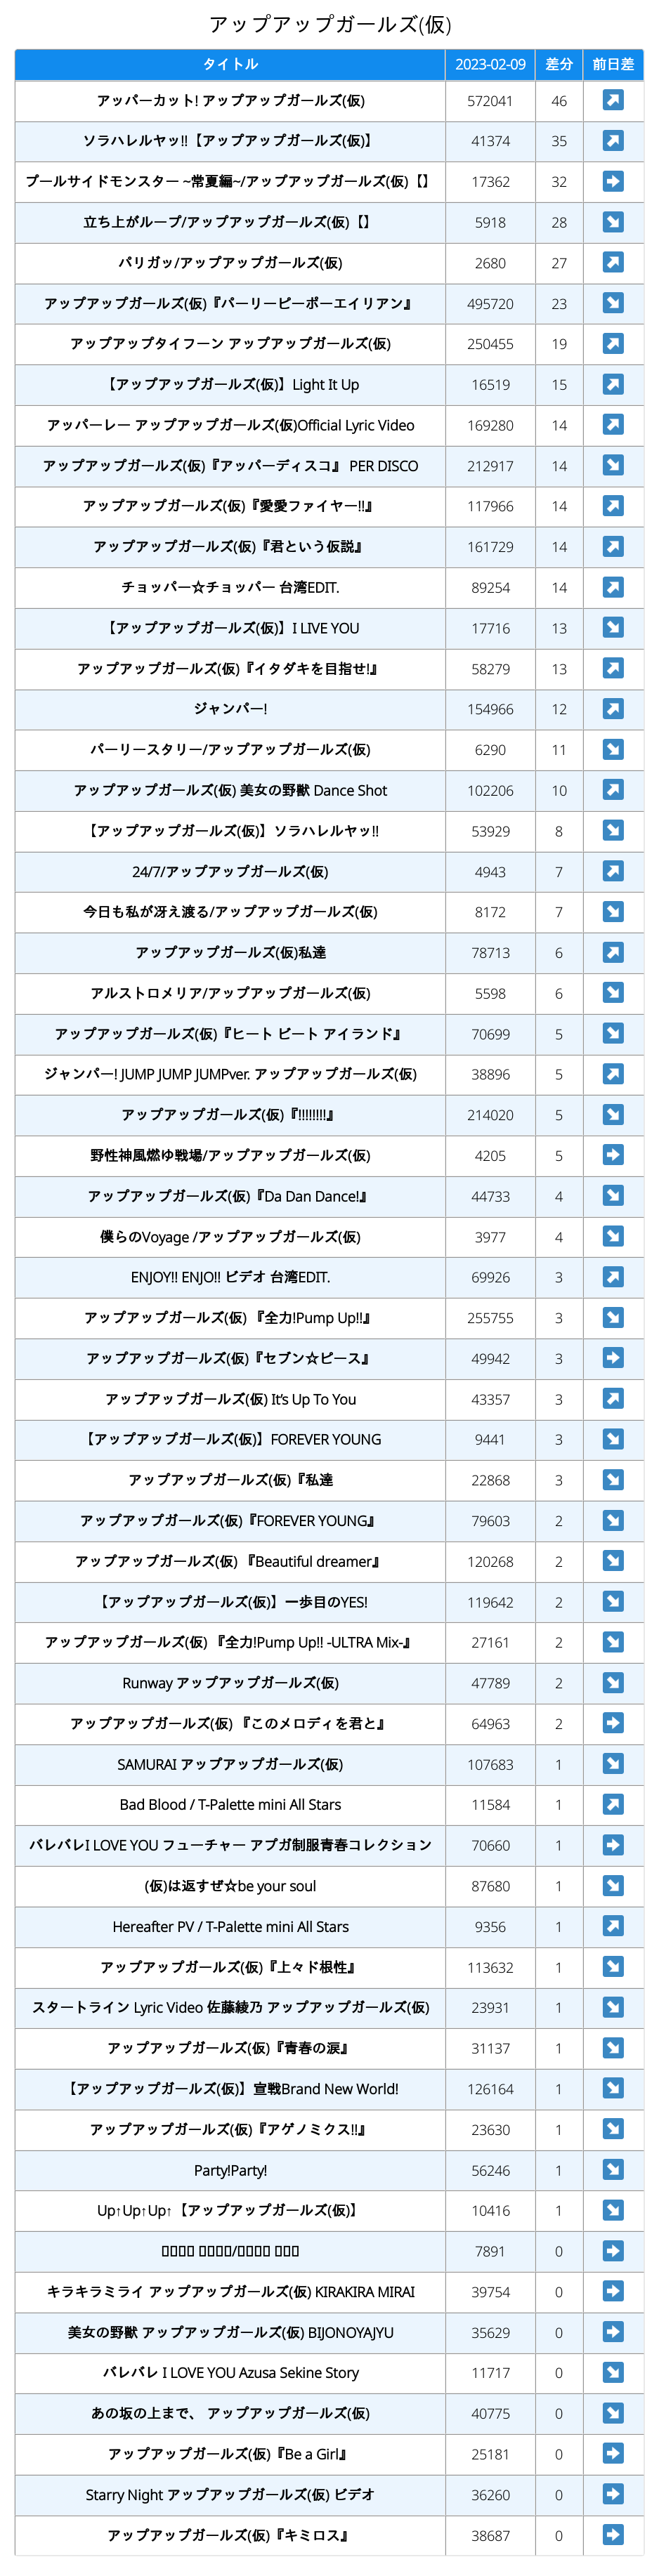 アップアップガールズ(仮)
タイトル 2023-02-09 差分 前日差
アッパーカット! アップアップガールズ(仮) 572041 46 ↗
ソラハレルヤッ!!【アップアップガールズ(仮)】 41374 35 ↗
プールサイドモンスター ~常夏編~/アップアップガールズ(仮)【】 17362 32 ➡
立ち上がループ/アップアップガールズ(仮)【】 5918 28 ↘
パリガッ/アップアップガールズ(仮) 2680 27 ↗
アップアップガールズ(仮)『パーリーピーポーエイリアン』 495720 23 ↘
アップアップタイフーン アップアップガールズ(仮) 250455 19 ↗
【アップアップガールズ(仮)】Light It Up 16519 15 ↗
アッパーレー アップアップガールズ(仮)Official Lyric Video 169280 14 ↗
アップアップガールズ(仮)『アッパーディスコ』 PER DISCO 212917 14 ↘
アップアップガールズ(仮)『愛愛ファイヤー!!』 117966 14 ↗
アップアップガールズ(仮)『君という仮説』 161729 14 ↗
チョッパー☆チョッパー 台湾EDIT. 89254 14 ↗
【アップアップガールズ(仮)】I LIVE YOU 17716 13 ↘
アップアップガールズ(仮)『イタダキを目指せ!』 58279 13 ↗
ジャンパー! 154966 12 ↗
パーリースタリー/アップアップガールズ(仮) 6290 11 ↘
アップアップガールズ(仮) 美女の野獣 Dance Shot 102206 10 ↗
【アップアップガールズ(仮)】ソラハレルヤッ!! 53929 8 ↘
24/7/アップアップガールズ(仮) 4943 7 ↗
今日も私が冴え渡る/アップアップガールズ(仮) 8172 7 ↘
アップアップガールズ(仮)私達 78713 6 ↗
アルストロメリア/アップアップガールズ(仮) 5598 6 ↘
アップアップガールズ(仮)『ヒート ビート アイランド』 70699 5 ↘
ジャンパー! JUMP JUMP JUMPver. アップアップガールズ(仮) 38896 5 ↗
アップアップガールズ(仮)『!!!!!!!!』 214020 5 ↘
野性神風燃ゆ戦場/アップアップガールズ(仮) 4205 5 ➡
アップアップガールズ(仮)『Da Dan Dance!』 44733 4 ↘
僕らのVoyage /アップアップガールズ(仮) 3977 4 ↘
ENJOY!! ENJO!! ビデオ 台湾EDIT. 69926 3 ↗
アップアップガールズ(仮) 『全力!Pump Up!!』 255755 3 ↘
アップアップガールズ(仮)『セブン☆ピース』 49942 3 ➡
アップアップガールズ(仮) It’s Up To You 43357 3 ↗
【アップアップガールズ(仮)】FOREVER YOUNG 9441 3 ↘
アップアップガールズ(仮)『私達 22868 3 ↘
アップアップガールズ(仮)『FOREVER YOUNG』 79603 2 ↘
アップアップガールズ(仮) 『Beautiful dreamer』 120268 2 ↘
【アップアップガールズ(仮)】一歩目のYES! 119642 2 ↘
アップアップガールズ(仮) 『全力!Pump Up!! -ULTRA Mix-』 27161 2 ↘
Runway アップアップガールズ(仮) 47789 2 ↘
アップアップガールズ(仮) 『このメロディを君と』 64963 2 ➡
SAMURAI アップアップガールズ(仮) 107683 1 ↘
Bad Blood / T-Palette mini All Stars 11584 1 ↗
バレバレI LOVE YOU フューチャー アプガ制服青春コレクション 70660 1 ➡
(仮)は返すぜ☆be your soul 87680 1 ↘
Hereafter PV / T-Palette mini All Stars 9356 1 ↗
アップアップガールズ(仮)『上々ド根性』 113632 1 ↘
スタートライン Lyric Video 佐藤綾乃 アップアップガールズ(仮) 23931 1 ↘
アップアップガールズ(仮)『青春の涙』 31137 1 ↘
【アップアップガールズ(仮)】宣戦Brand New World! 126164 1 ↘
アップアップガールズ(仮)『アゲノミクス!!』 23630 1 ↘
Party!Party! 56246 1 ↘
Up↑Up↑Up↑【アップアップガールズ(仮)】 10416 1 ↘
7891 0 ➡
キラキラミライ アップアップガールズ(仮) KIRAKIRA MIRAI 39754 0 ➡
美女の野獣 アップアップガールズ(仮) BIJONOYAJYU 35629 0 ➡
バレバレ I LOVE YOU Azusa Sekine Story 11717 0 ↘
あの坂の上まで、 アップアップガールズ(仮) 40775 0 ↘
アップアップガールズ(仮)『Be a Girl』 25181 0 ➡
Starry Night アップアップガールズ(仮) ビデオ 36260 0 ➡
アップアップガールズ(仮)『キミロス』 38687 0 ➡